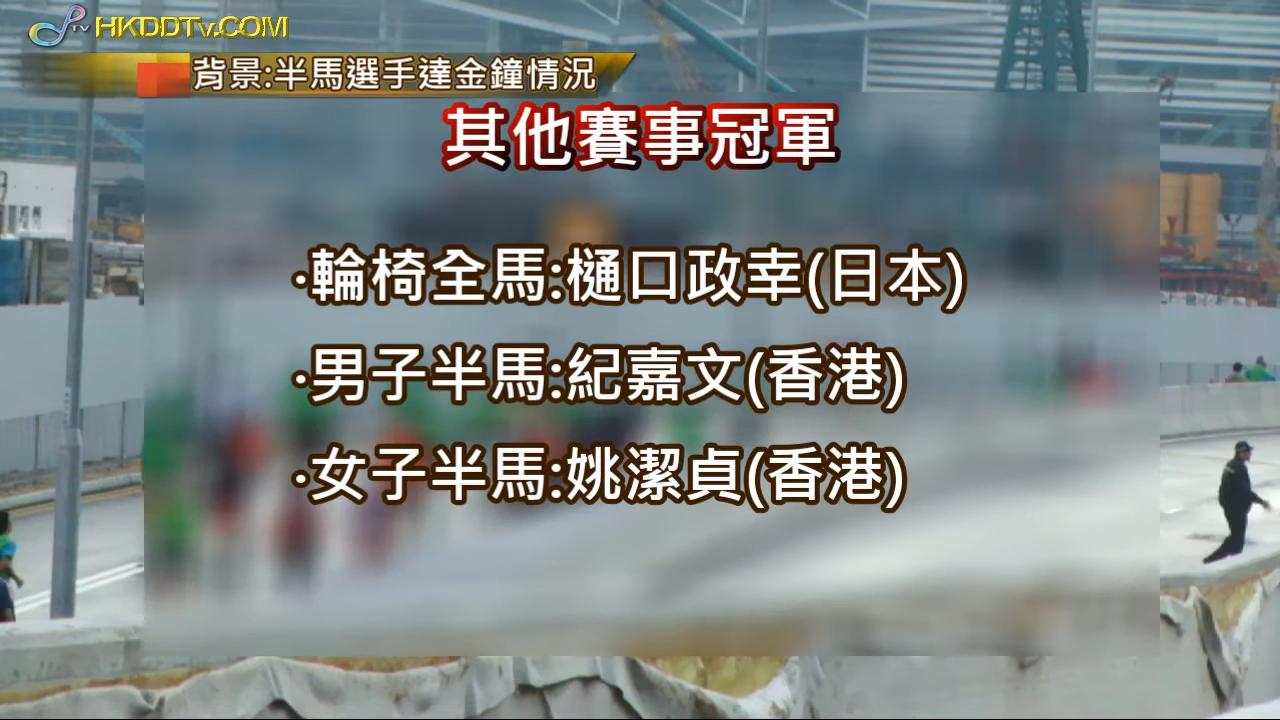 TV HKDDTV.COM
背景:半馬選手達金鐘情況
其他賽事冠軍
·輪椅全馬:樋口政幸(日本)
·男子半馬:紀嘉文(香港)
·女子半馬:姚潔貞(香港)